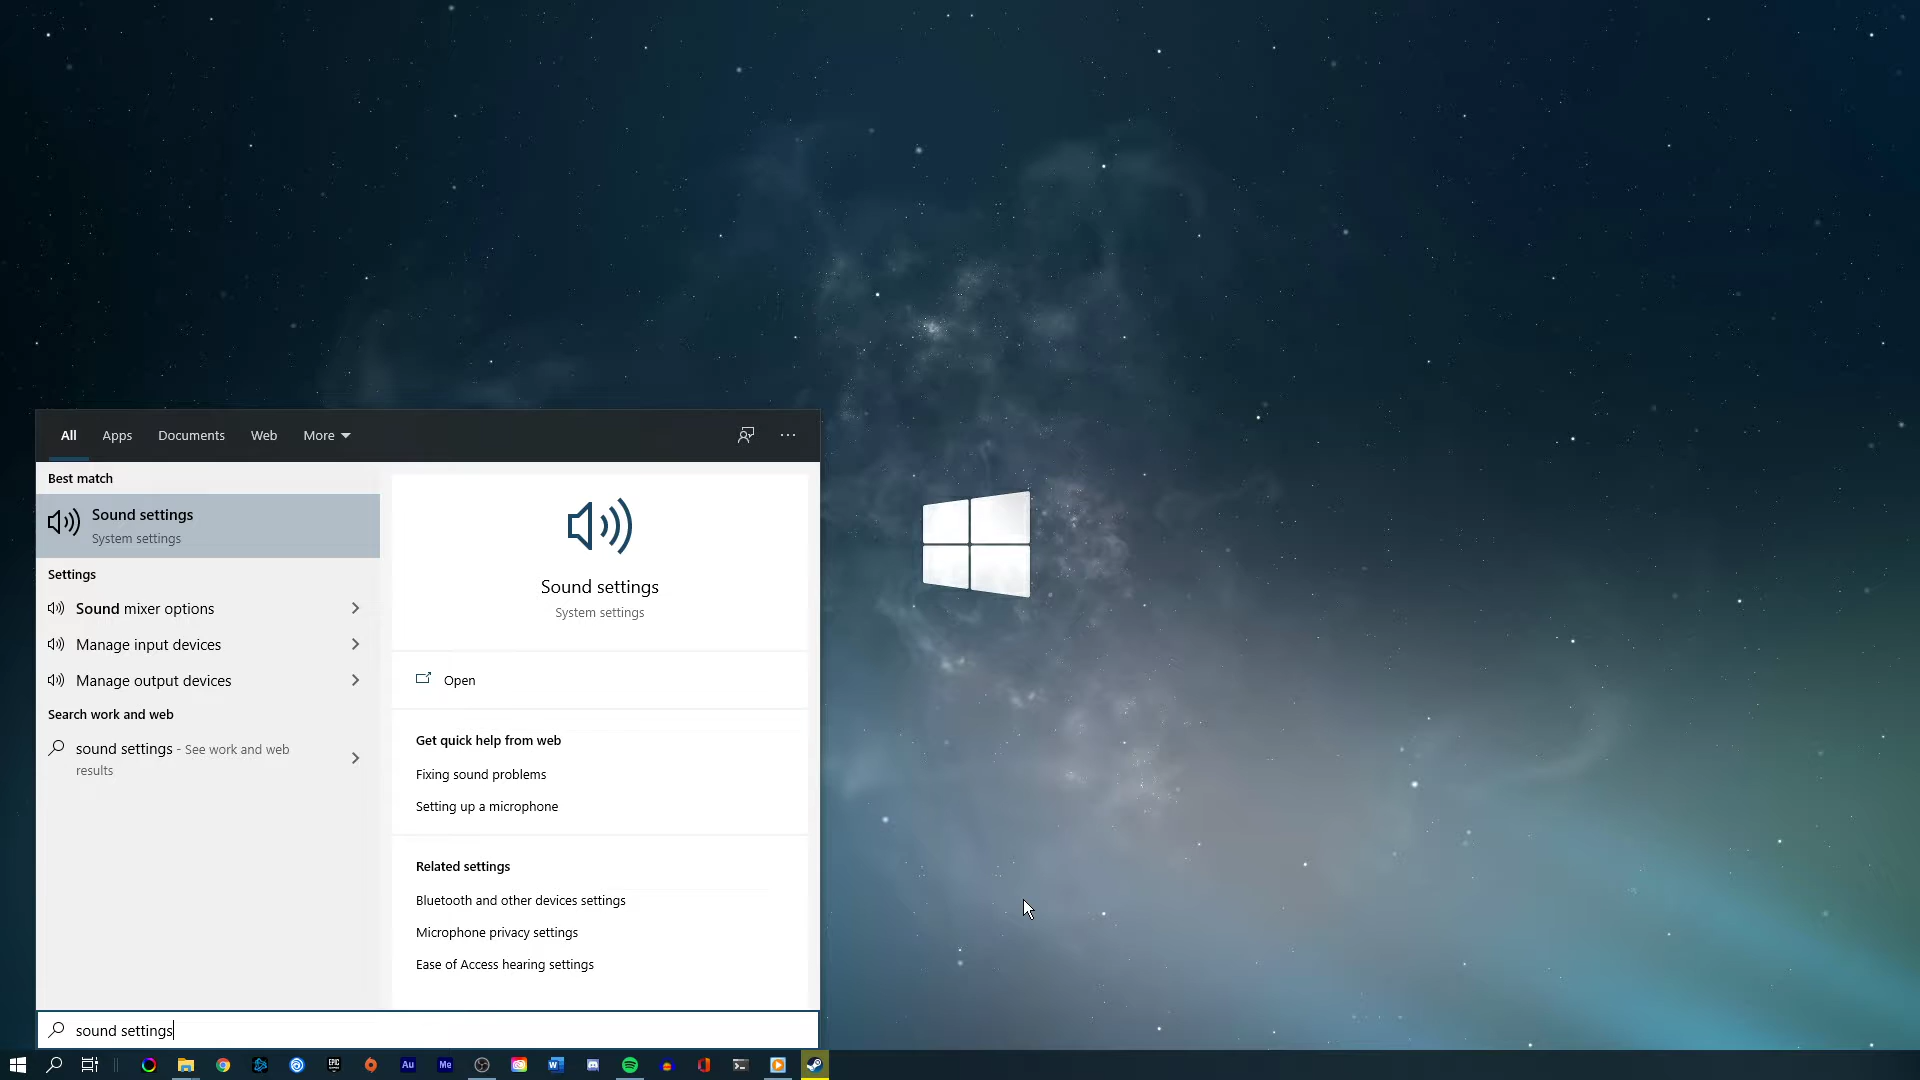 All Apps Documents Web More
Best match
Sound settings
System settings
Settings
Sound mixer options
Manage input devices
Manage output devices
Search work and web
sound settings - See work and web
results
Sound settings
System settings
Open
Get quick help from web
Fixing sound problems
Setting up a microphone
Related settings
Bluetooth and other devices settings
Microphone privacy settings
Ease of Access hearing settings
sound settings
EPIC
Au
Me
W